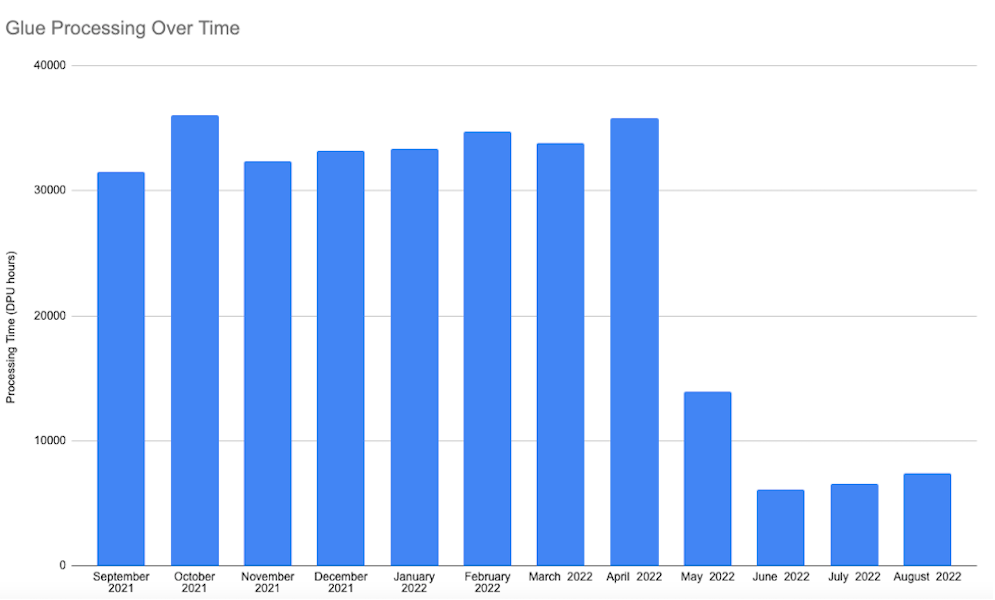 Glue Processing Over Time
40000
30000
20000
10000
0
Processing Time (DPU hours)
September
2021
October
2021
November
2021
December
2021
January
2022
February
2022
March 2022
April 2022
May 2022
June 2022
July 2022
August 2022